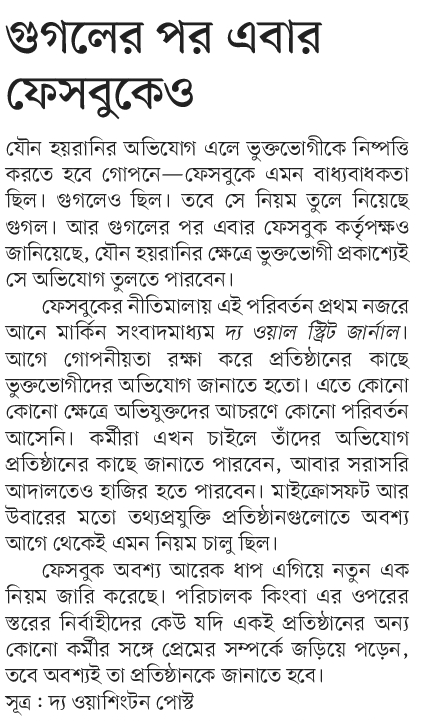 গুগলের পর এবার
ফেসবুকেও
যৌন হয়রানির অভিযোগ এলে ভুক্তভোগীকে নিষ্পত্তি
করতে হবে গোপনে—ফেসবুকে এমন বাধ্যবাধকতা
ছিল। গুগলেও ছিল। তবে সে নিয়ম তুলে নিয়েছে
গুগল। আর গুগলের পর এবার ফেসবুক কর্তৃপক্ষও
জানিয়েছে, যৌন হয়রানির ক্ষেত্রে ভুক্তভোগী প্রকাশ্যেই
সে অভিযোগ তুলতে পারবেন।
ফেসবুকের নীতিমালায় এই পরিবর্তন প্রথম নজরে
আনে মার্কিন সংবাদমাধ্যম দ্য ওয়াল স্ট্রিট জার্নাল।
আগে গোপনীয়তা রক্ষা করে প্রতিষ্ঠানের কাছে
ভুক্তভোগীদের অভিযোগ জানাতে হতো। এতে কোনো
কোনো ক্ষেত্রে অভিযুক্তদের আচরণে কোনো পরিবর্তন
আসেনি। কর্মীরা এখন চাইলে তাঁদের অভিযোগ
প্রতিষ্ঠানের কাছে জানাতে পারবেন, আবার সরাসরি
আদালতেও হাজির হতে পারবেন। মাইক্রোসফট আর
উবারের মতো তথ্যপ্রযুক্তি প্রতিষ্ঠানগুলোতে অবশ্য
আগে থেকেই এমন নিয়ম চালু ছিল।
ফেসবুক অবশ্য আরেক ধাপ এগিয়ে নতুন এক
নিয়ম জারি করেছে। পরিচালক কিংবা এর ওপরের
স্তরের নির্বাহীদের কেউ যদি একই প্রতিষ্ঠানের অন্য
কোনো কর্মীর সঙ্গে প্রেমের সম্পর্কে জড়িয়ে পড়েন,
তবে অবশ্যই তা প্রতিষ্ঠানকে জানাতে হবে।
সূত্র : দ্য ওয়াশিংটন পোস্ট